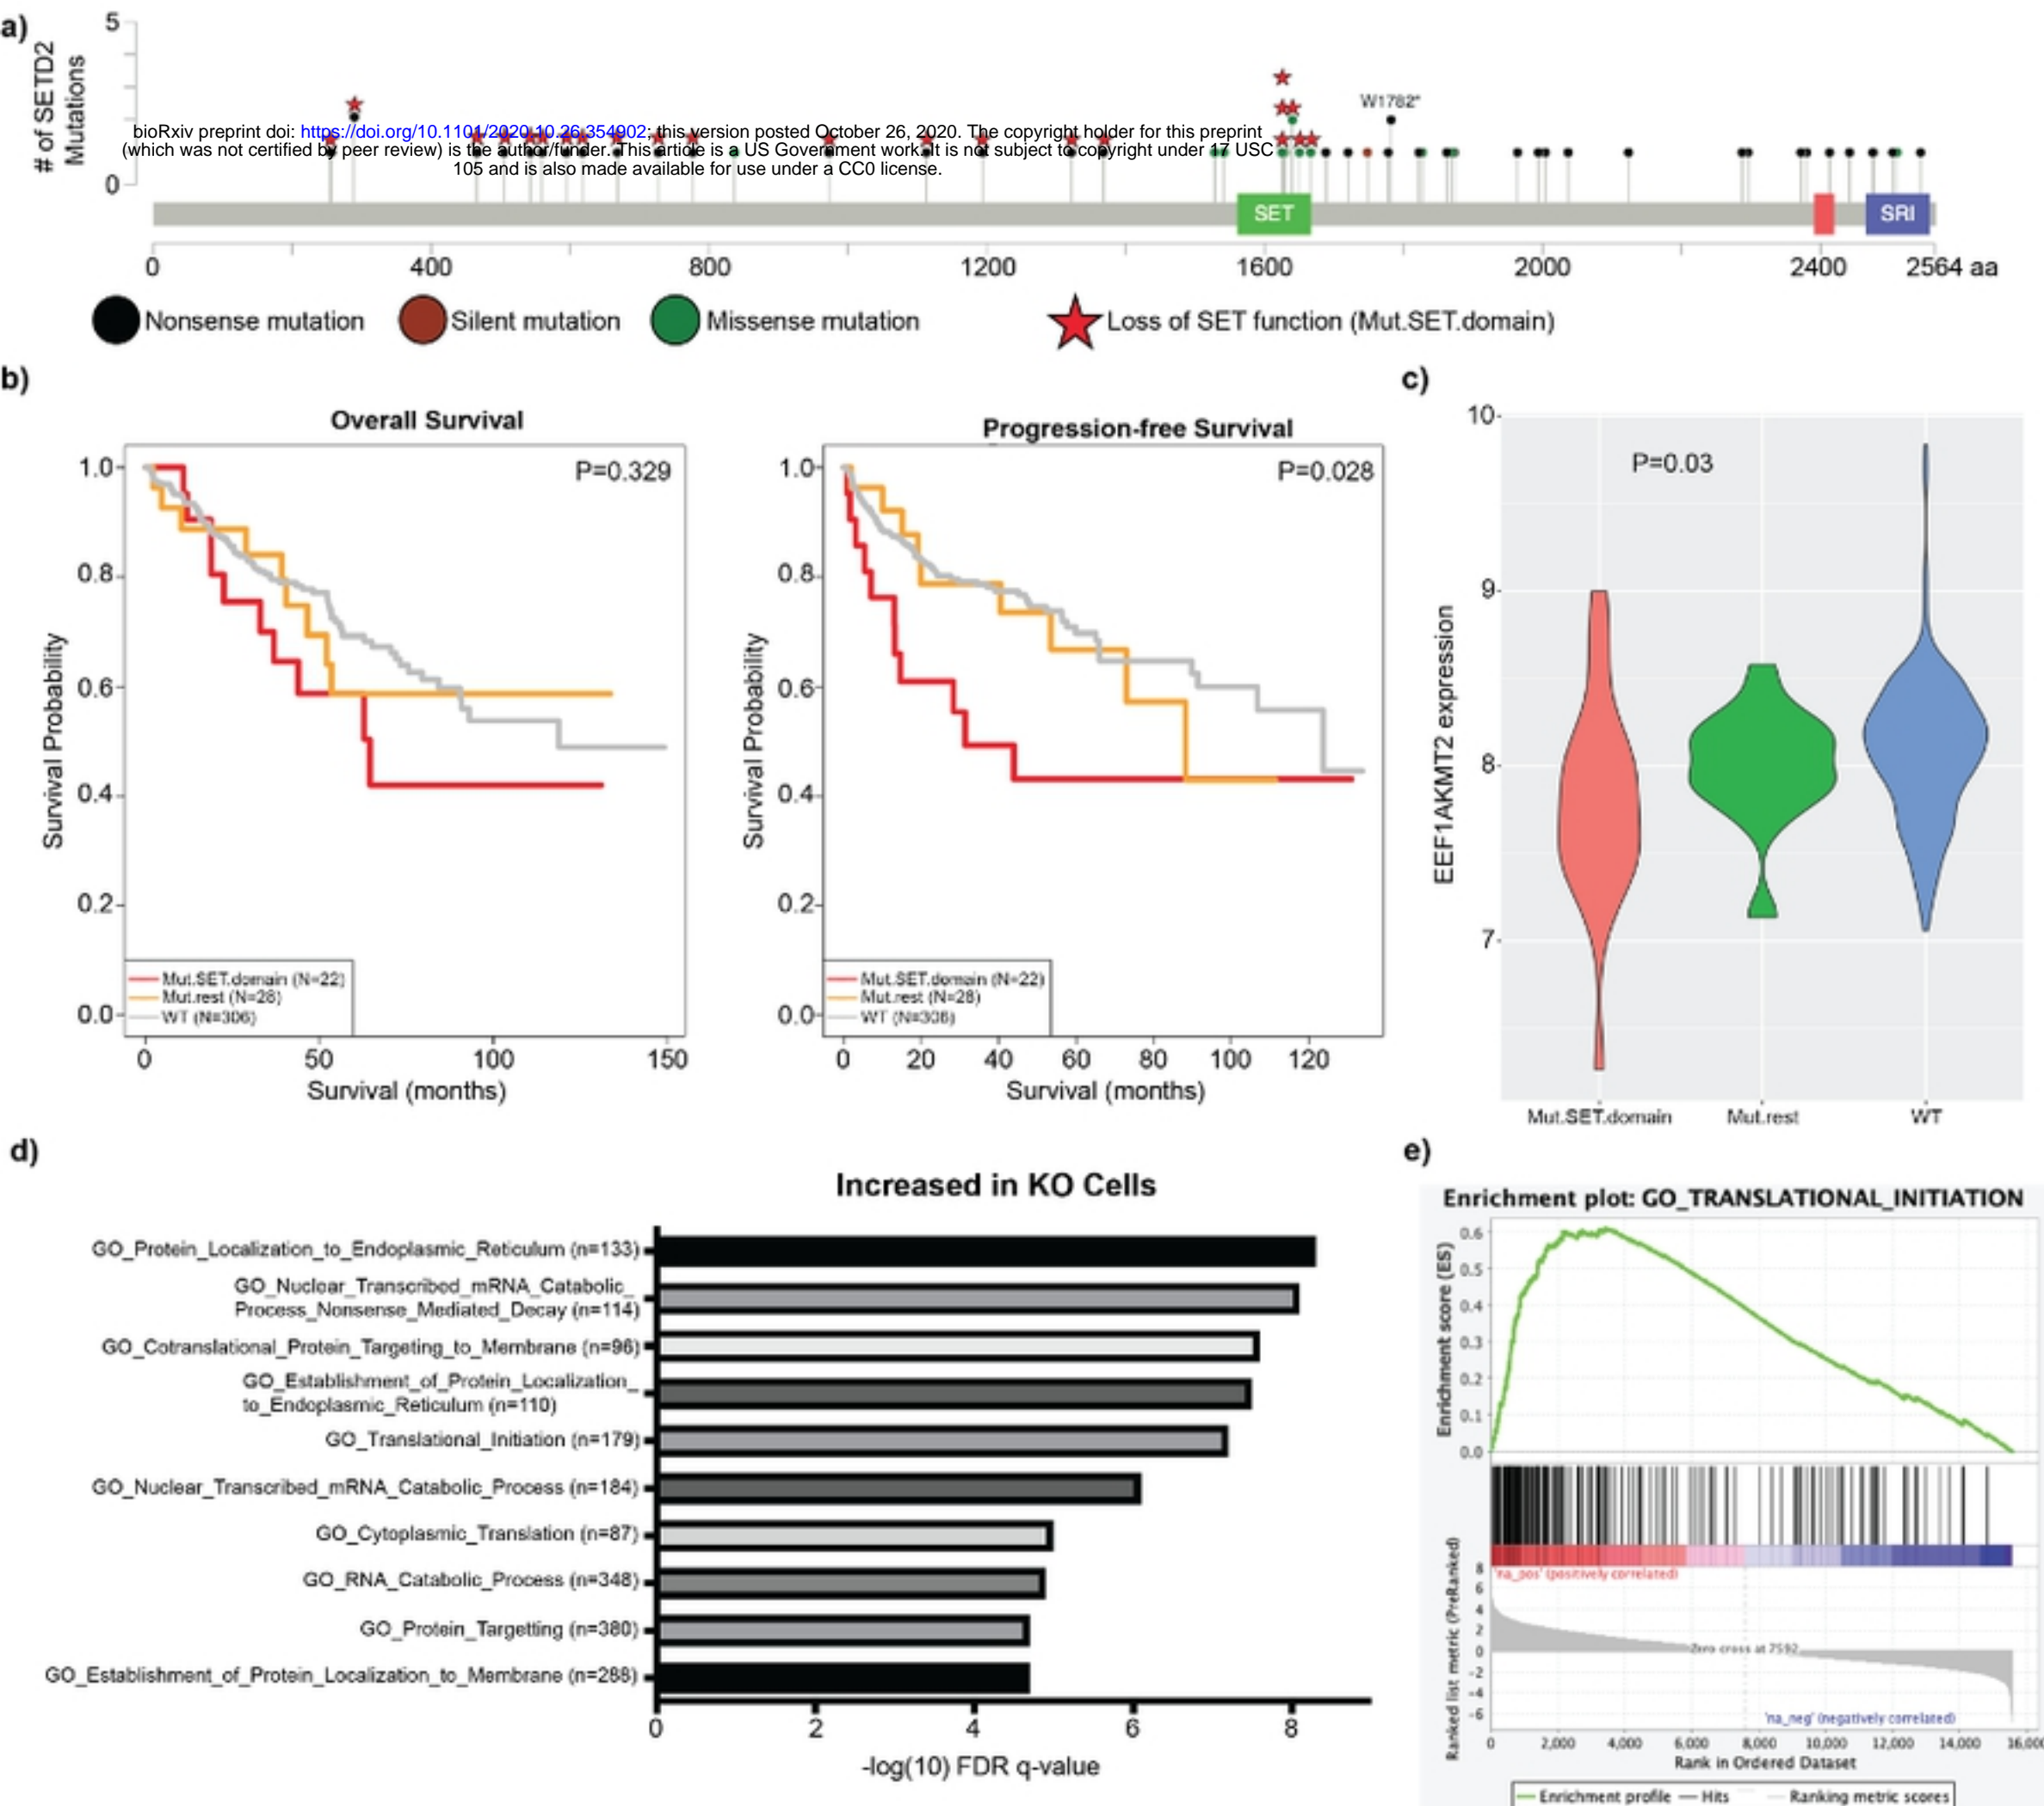 a)
# of SETD2
Mutations
5
0
W1782*
bioRxiv preprint doi: https://doi.org/10.1101/2020.10.26.354902; this version posted October 26, 2020. The copyright holder for this preprint
(which was not certified by peer review) is the author/funder. This article is a US Government work. It is not subject to copyright under 17 USC
105 and is also made available for use under a CC0 license.
SET
SRI
0 400 800 1200 1600 2000 2400 2564 aa
Nonsense mutation Silent mutation Missense mutation Loss of SET function (Mut.SET.domain)
b)
Overall Survival
P=0.329
Survival Probability
1.0
0.8
0.6
0.4
0.2
0.0
Mut.SET.domain (N=22)
Mut.rest (N=28)
WT (N=306)
0 50 100 150
Survival (months)
Progression-free Survival
P=0.028
Survival Probability
1.0
0.8
0.6
0.4
0.2
0.0
Mut.SET.domain (N=22)
Mut.rest (N=28)
WT (N=306)
0 20 40 60 80 100 120
Survival (months)
c)
P=0.03
EEF1AKMT2 expression
10
9
8
7
Mut.SET.domain Mut.rest WT
d)
Increased in KO Cells
GO_Protein_Localization_to_Endoplasmic_Reticulum (n=133)
GO_Nuclear_Transcribed_mRNA_Catabolic_
Process_Nonsense_Mediated_Decay (n=114)
GO_Cotranslational_Protein_Targeting_to_Membrane (n=96)
GO_Establishment_of_Protein_Localization_
to_Endoplasmic_Reticulum (n=110)
GO_Translational_Initiation (n=179)
GO_Nuclear_Transcribed_mRNA_Catabolic_Process (n=184)
GO_Cytoplasmic_Translation (n=87)
GO_RNA_Catabolic_Process (n=348)
GO_Protein_Targetting (n=380)
GO_Establishment_of_Protein_Localization_to_Membrane (n=288)
0 2 4 6 8
-log(10) FDR q-value
e)
Enrichment plot: GO_TRANSLATIONAL_INITIATION
Enrichment score (ES)
0.6
0.5
0.4
0.3
0.2
0.1
0.0
'na_pos' (positively correlated)
Ranked list metric (PreRanked)
8
6
4
2
0
-2
-4
-6
Zero cross at 7592
'na_neg' (negatively correlated)
0 2,000 4,000 6,000 8,000 10,000 12,000 14,000 16,000
Rank in Ordered Dataset
Enrichment profile Hits Ranking metric scores